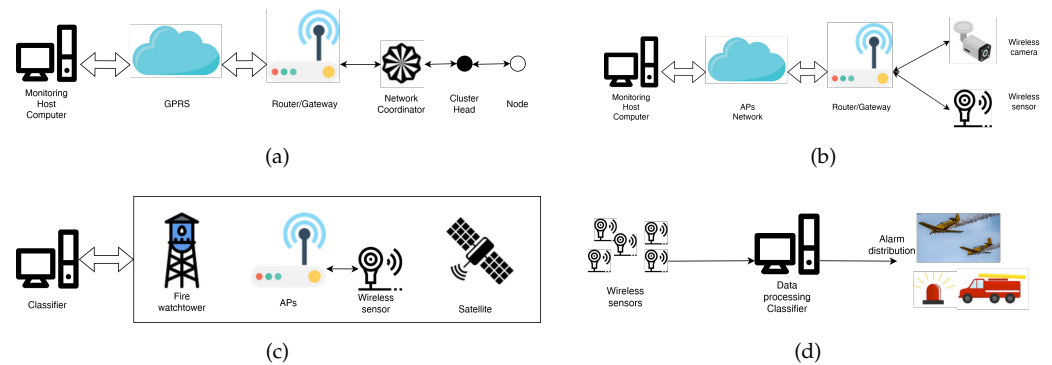 Monitoring
Host
Computer
GPRS
Router/Gateway
Network
Coordinator
Cluster
Head
Node
(a)
Monitoring
Host
Computer
APs
Network
Router/Gateway
Wireless
camera
Wireless
sensor
(b)
Classifier
Fire
watchtower
APs
Wireless
sensor
Satellite
(c)
Wireless
sensors
Data
processing
Classifier
Alarm
distribution
(d)